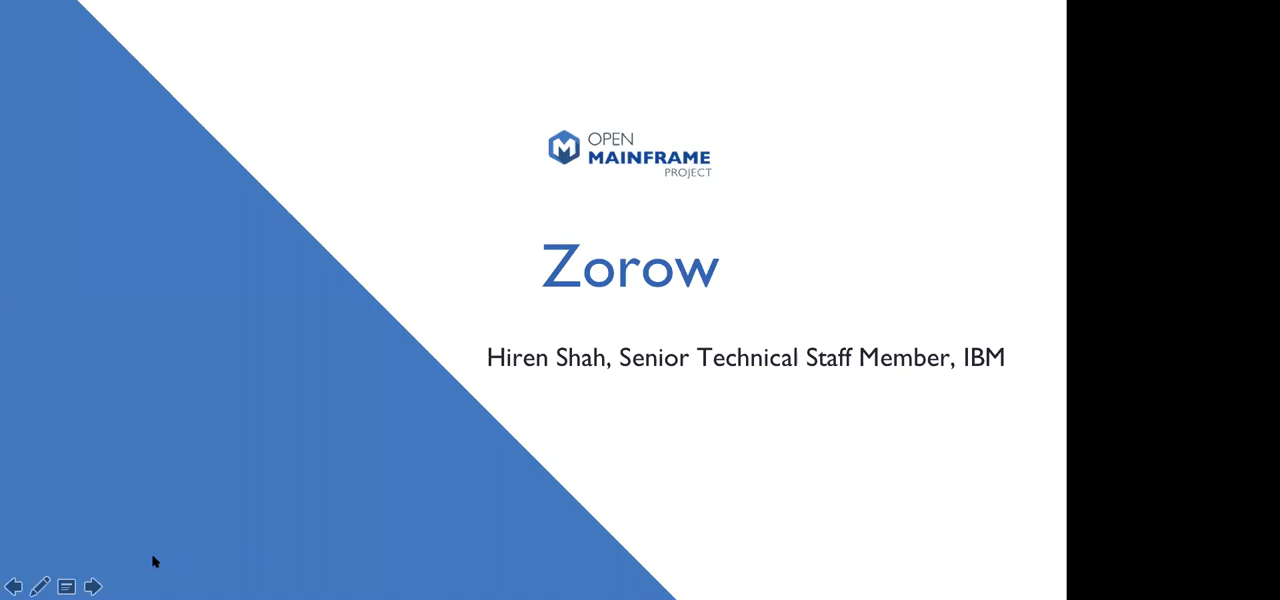 OPEN
MAINFRAME
PROJECT
Zorow
Hiren Shah, Senior Technical Staff Member, IBM